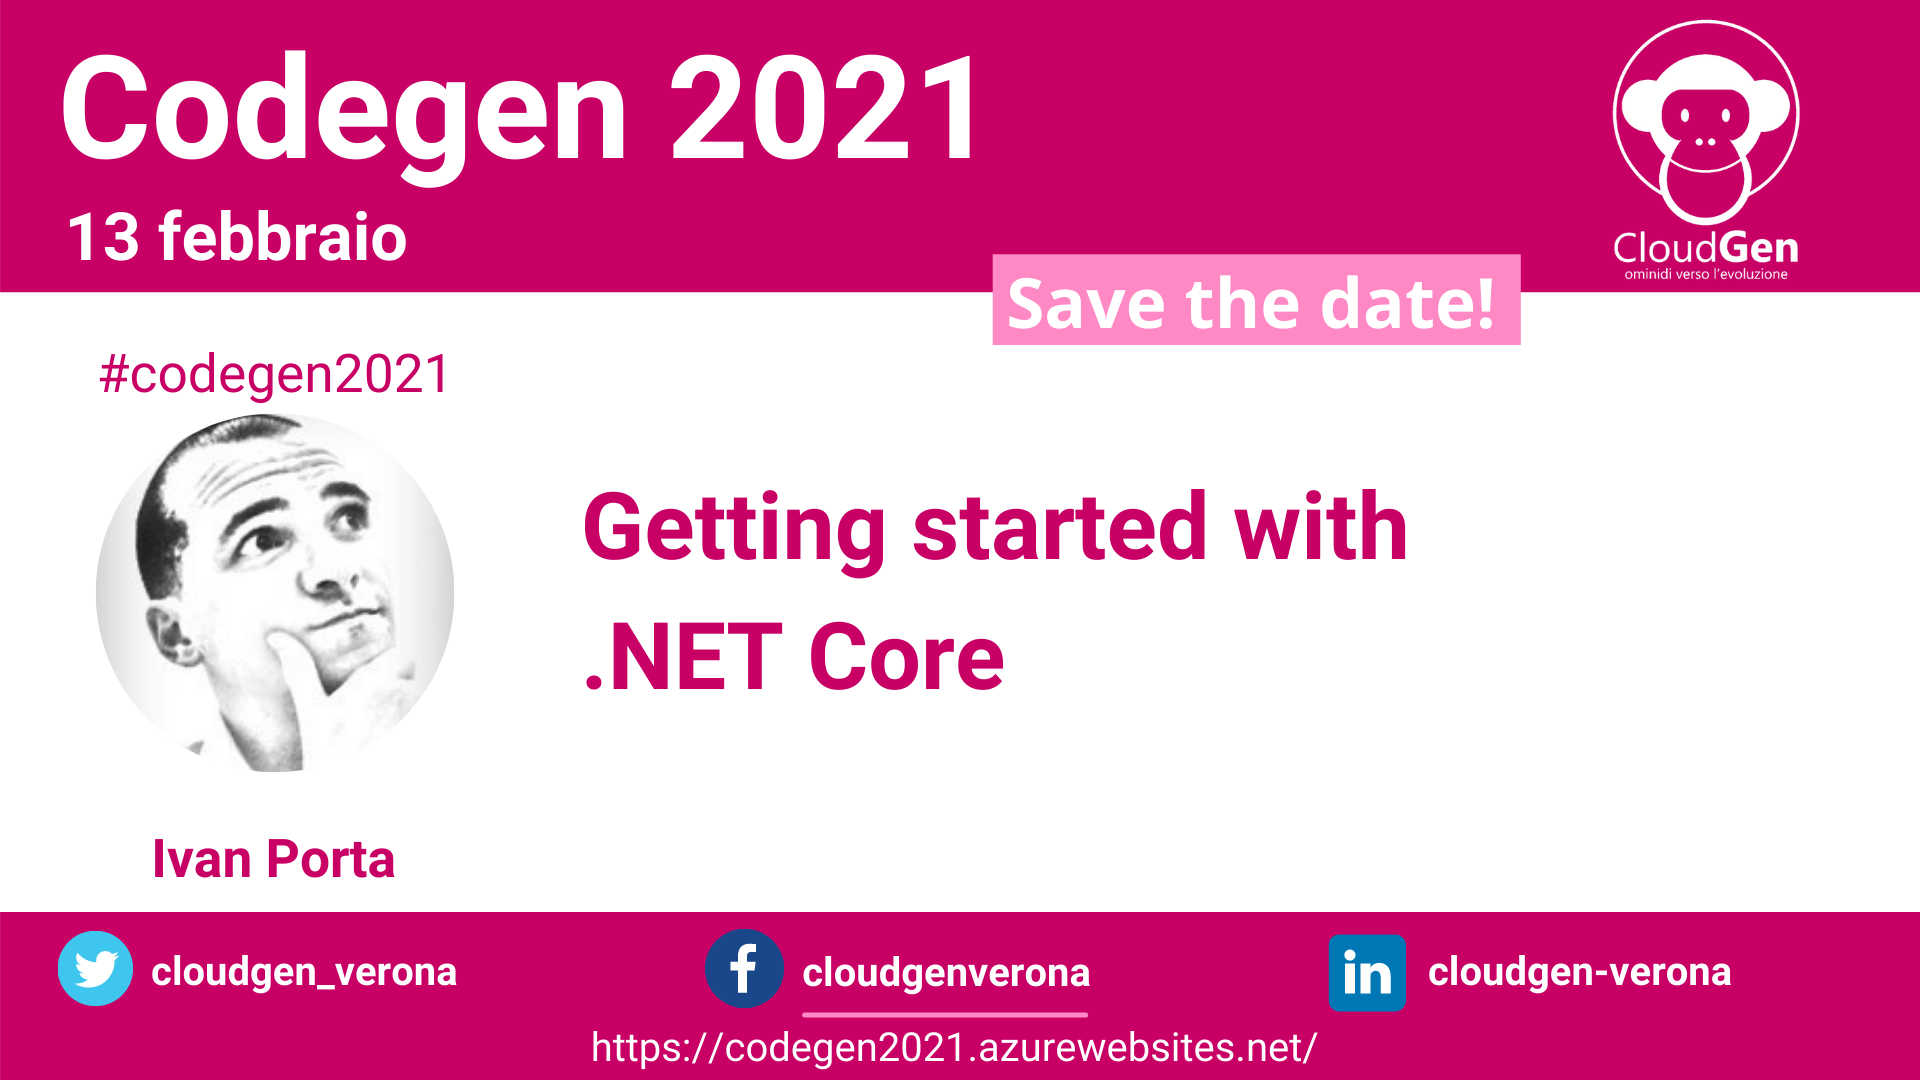 Codegen 2021
13 febbraio
CloudGen
ominidi verso l'evoluzione
Save the date!
#codegen2021
Getting started with
.NET Core
Ivan Porta
cloudgen_verona
cloudgenverona
cloudgen-verona
https://codegen2021.azurewebsites.net/